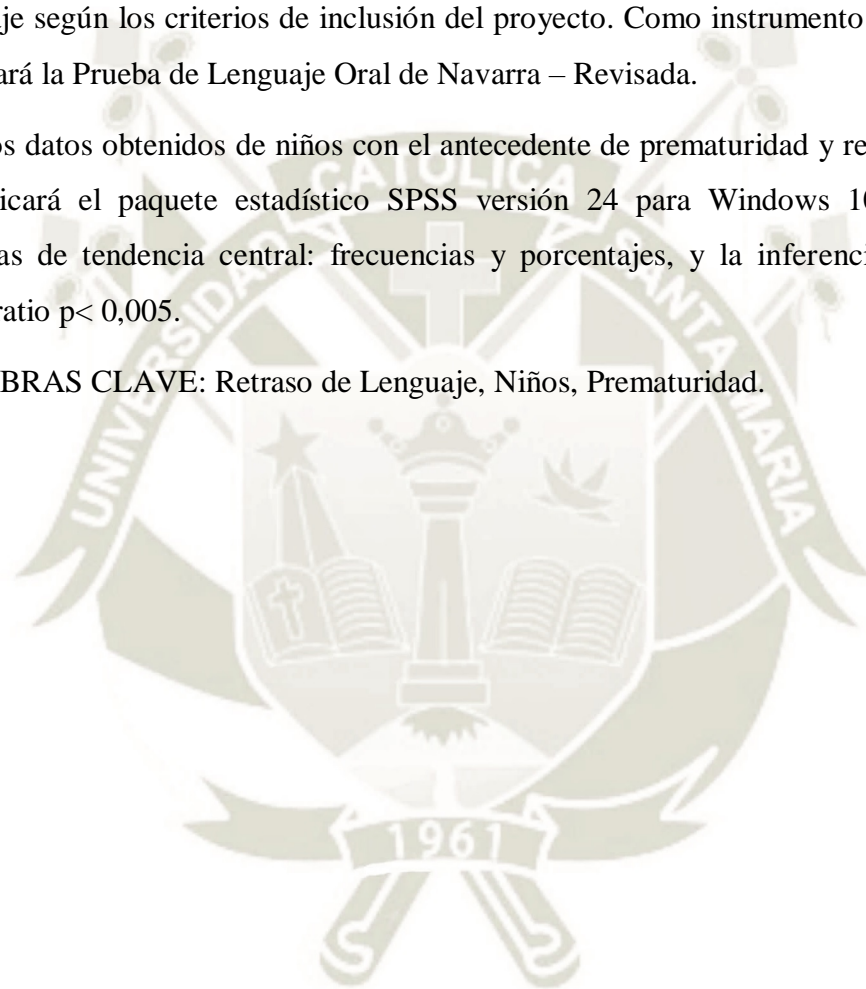 je según los criterios de inclusión del proyecto. Como instrumento
ará la Prueba de Lenguaje Oral de Navarra – Revisada.
os datos obtenidos de niños con el antecedente de prematuridad y re
icará el paquete estadístico SPSS versión 24 para Windows 10
as de tendencia central: frecuencias y porcentajes, y la inferenci
ratio p< 0,005.
BRAS CLAVE: Retraso de Lenguaje, Niños, Prematuridad.
UNIVERSIDAD CATOLICA SANTA MARIA
1961